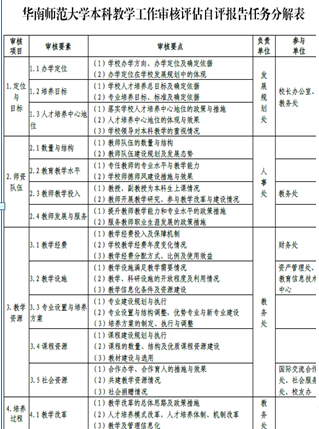 华南师范大学本科教学工作审核评估自评报告任务分解表
审核项目
审核要素
审核要点
负责单位
参与单位
1.定位与目标
1.1 办学定位
(1)学校办学方向、办学定位及确定依据
(2)办学定位在学校发展规划中的体现
发展规划处
校长办公室、教务处
1.2 培养目标
(1)学校人才培养总目标及确定依据
(2)专业培养目标、标准及确定依据
1.3 人才培养中心地位
(1)落实学校人才培养中心地位的政策与措施
(2)人才培养中心地位的体现与效果
(3)学校领导对本科教学的重视情况
2.师资队伍
2.1 数量与结构
(1)教师队伍的数量与结构
(2)教师队伍建设规划及发展态势
人事处
2.2 教育教学水平
(1)专任教师的专业水平与教学能力
(2)学校师德师风建设措施与效果
2.3 教师教学投入
(1)教授、副教授为本科生上课情况
(2)教师开展教学研究、参与教学改革与建设情况
教务处
2.4 教师发展与服务
(1)提升教师教学能力和专业水平的政策措施
(2)服务教师职业生涯发展的政策措施
3.教学资源
3.1 教学经费
(1)教学经费投入及保障机制
(2)学校教学经费年度变化情况
(3)教学经费分配方式、比例及使用效益
教务处
财务处
3.2 教学设施
(1)教学设施满足教学需要情况
(2)教学、科研设施的开放程度及利用情况
(3)教学信息化条件及资源建设
资产管理处、教育信息技术中心
3.3 专业设置与培养方案
(1)专业建设规划与执行
(2)专业设置与结构调整、优势专业与新专业建设
(3)培养方案的制定、执行与调整
3.4 课程资源
(1)课程建设规划与执行
(2)课程的数量、结构及优质课程资源建设
(3)教材建设与选用
3.5 社会资源
(1)合作办学、合作育人的措施与效果
(2)共建教学资源情况
(3)社会捐赠情况
国际交流合作处、社会服务处、校友办
4.培养过程
4.1 教学改革
(1)教学改革的总体思路及政策措施
(2)人才培养模式改革,人才培养体制、机制改革
(3)教学及管理信息化
教务处